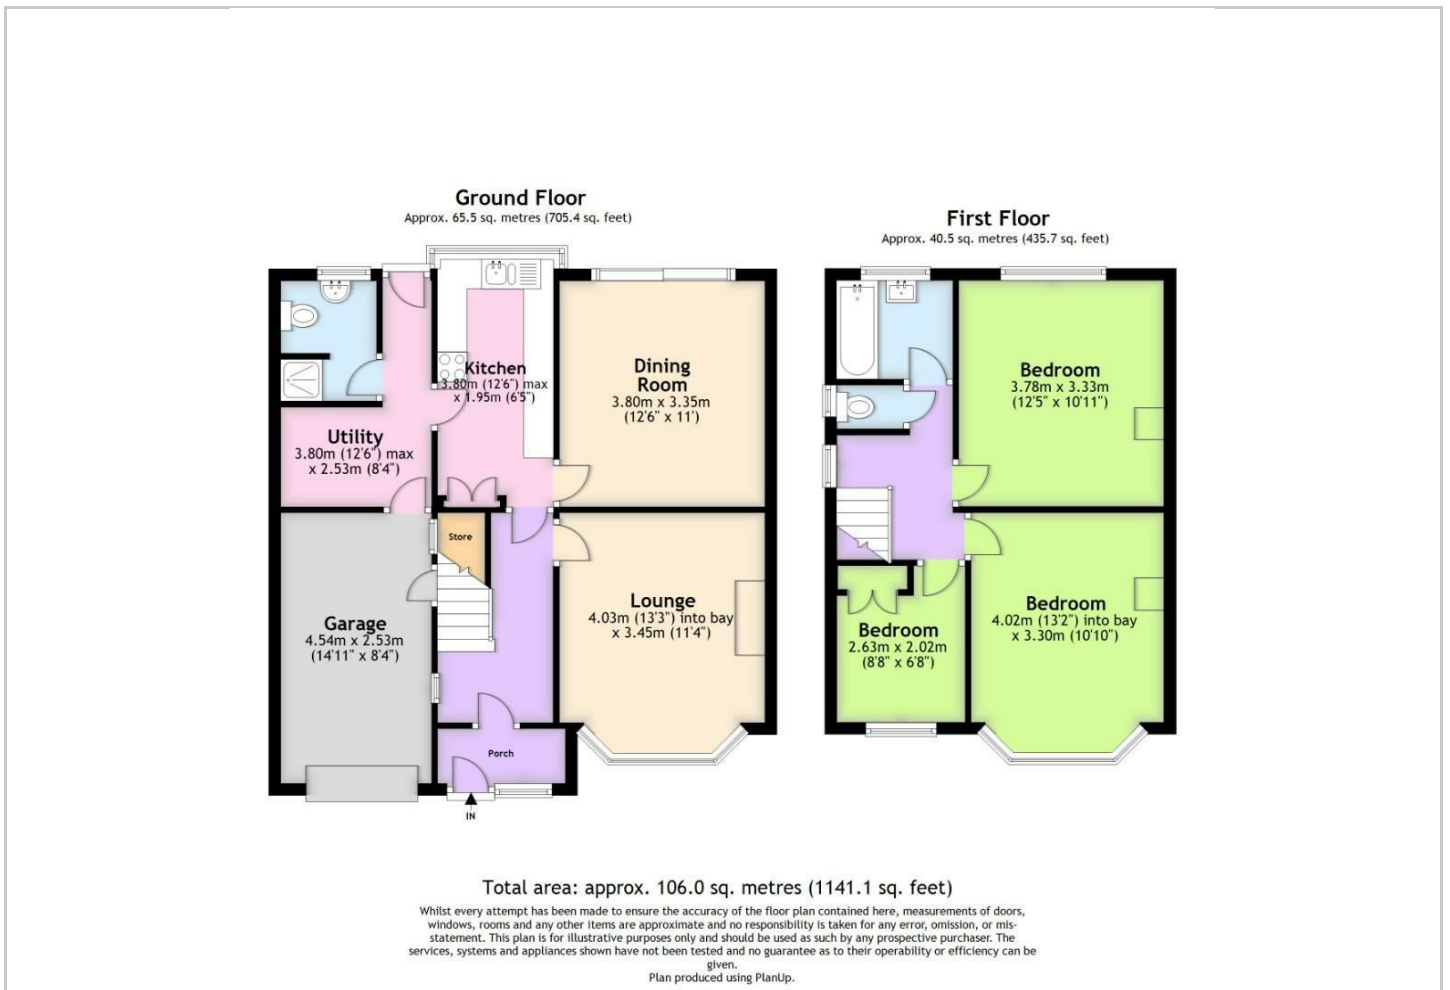 Ground Floor
Approx. 65.5 sq. metres (705.4 sq. feet)
Kitchen
3.80m (12'6") max
x 1.95m (6'5")
Dining
Room
3.80m x 3.35m
(12'6" x 11')
Utility
3.80m (12'6") max
x 2.53m (8'4")
Store
Garage
4.54m x 2.53m
(14'11" x 8'4")
Lounge
4.03m (13'3") into bay
x 3.45m (11'4")
Porch
IN
First Floor
Approx. 40.5 sq. metres (435.7 sq. feet)
Bedroom
3.78m x 3.33m
(12'5" x 10'11")
Bedroom
4.02m (13'2") into bay
x 3.30m (10'10")
Bedroom
2.63m x 2.02m
(8'8" x 6'8")
Total area: approx. 106.0 sq. metres (1141.1 sq. feet)
Whilst every attempt has been made to ensure the accuracy of the floor plan contained here, measurements of doors,
windows, rooms and any other items are approximate and no responsibility is taken for any error, omission, or mis-
statement. This plan is for illustrative purposes only and should be used as such by any prospective purchaser. The
services, systems and appliances shown have not been tested and no guarantee as to their operability or efficiency can be
given.
Plan produced using PlanUp.